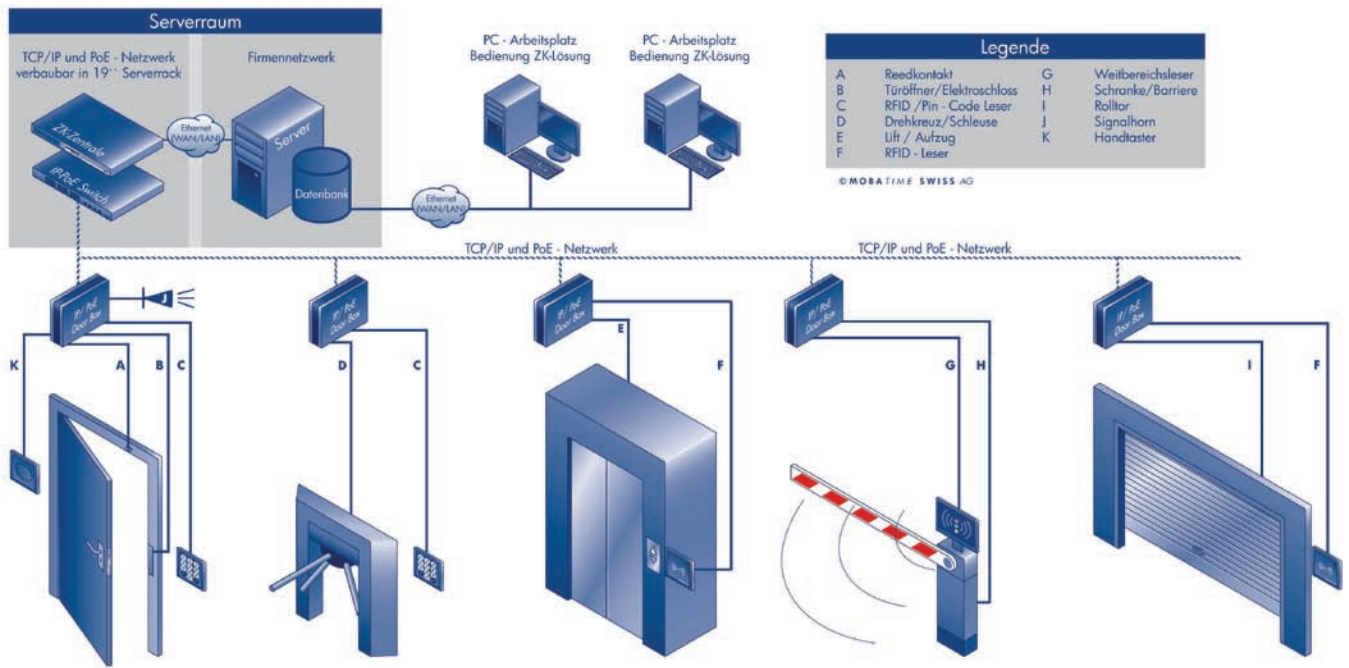 Serverraum
TCP/IP und PoE - Netzwerk
verbaubar in 19´´ Serverrack
Firmennetzwerk
ZK-Zentrale
IP-PoE Switch
Ethernet
(WAN/LAN)
Server
Datenbank
Ethernet
(WAN/LAN)
PC - Arbeitsplatz
Bedienung ZK-Lösung
PC - Arbeitsplatz
Bedienung ZK-Lösung
Legende
A Reedkontakt
B Türöffner/Elektroschloss
C RFID /Pin - Code Leser
D Drehkreuz/Schleuse
E Lift / Aufzug
F RFID - Leser
G Weitbereichsleser
H Schranke/Barriere
I Rolltor
J Signalhorn
K Handtaster
©MOBATIME SWISS AG
TCP/IP und PoE - Netzwerk
TCP/IP und PoE - Netzwerk
IP/ PoE
Door Box
J
K
A
B
C
IP/ PoE
Door Box
D
C
IP/ PoE
Door Box
E
F
IP/ PoE
Door Box
G
H
IP/ PoE
Door Box
I
F